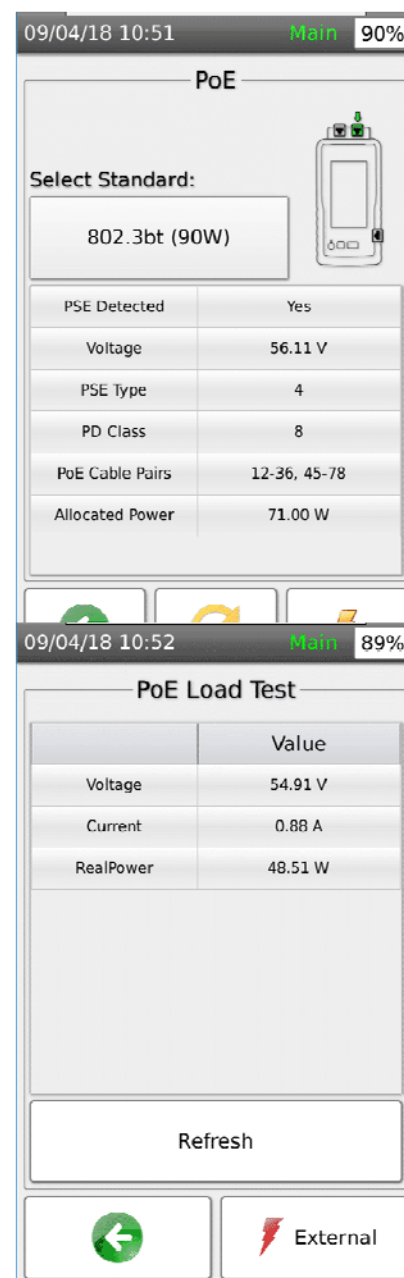 09/04/18 10:51 Main 90%
PoE
Select Standard:
802.3bt (90W)
PSE Detected Yes
Voltage 56.11 V
PSE Type 4
PD Class 8
PoE Cable Pairs 12-36, 45-78
Allocated Power 71.00 W
09/04/18 10:52 Main 89%
PoE Load Test
Value
Voltage 54.91 V
Current 0.88 A
RealPower 48.51 W
Refresh
External